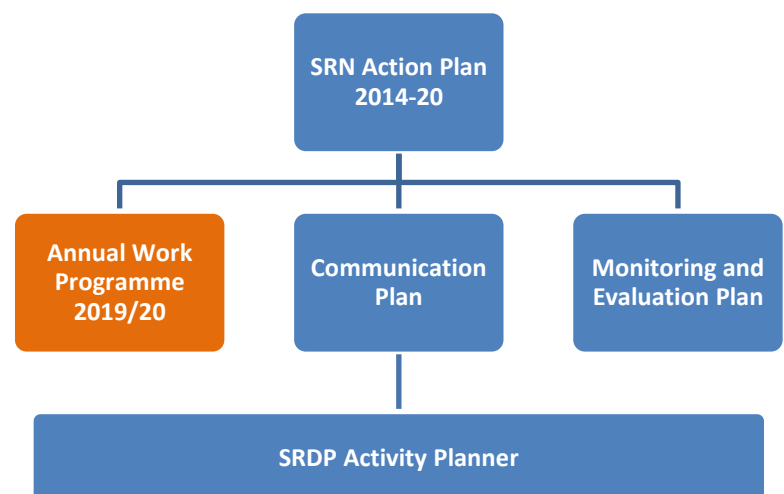 SRN Action Plan
2014-20
Annual Work
Programme
2019/20
Communication
Plan
Monitoring and
Evaluation Plan
SRDP Activity Planner